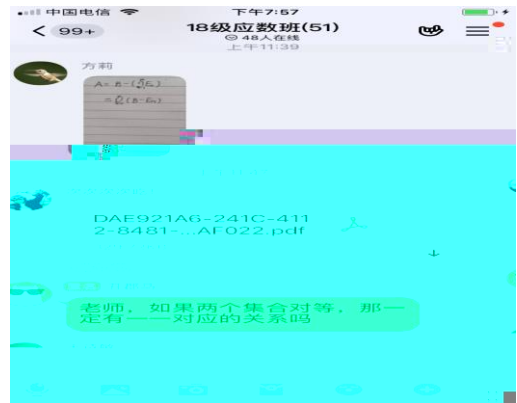 中国电信
下午7:57
< 99+
18级应数班(51)
48人在线
上午11:39
方莉
DAE921A6-241C-411
2-8481-...AF022.pdf
老师，如果两个集合对等，那一
定有一一对应的关系吗